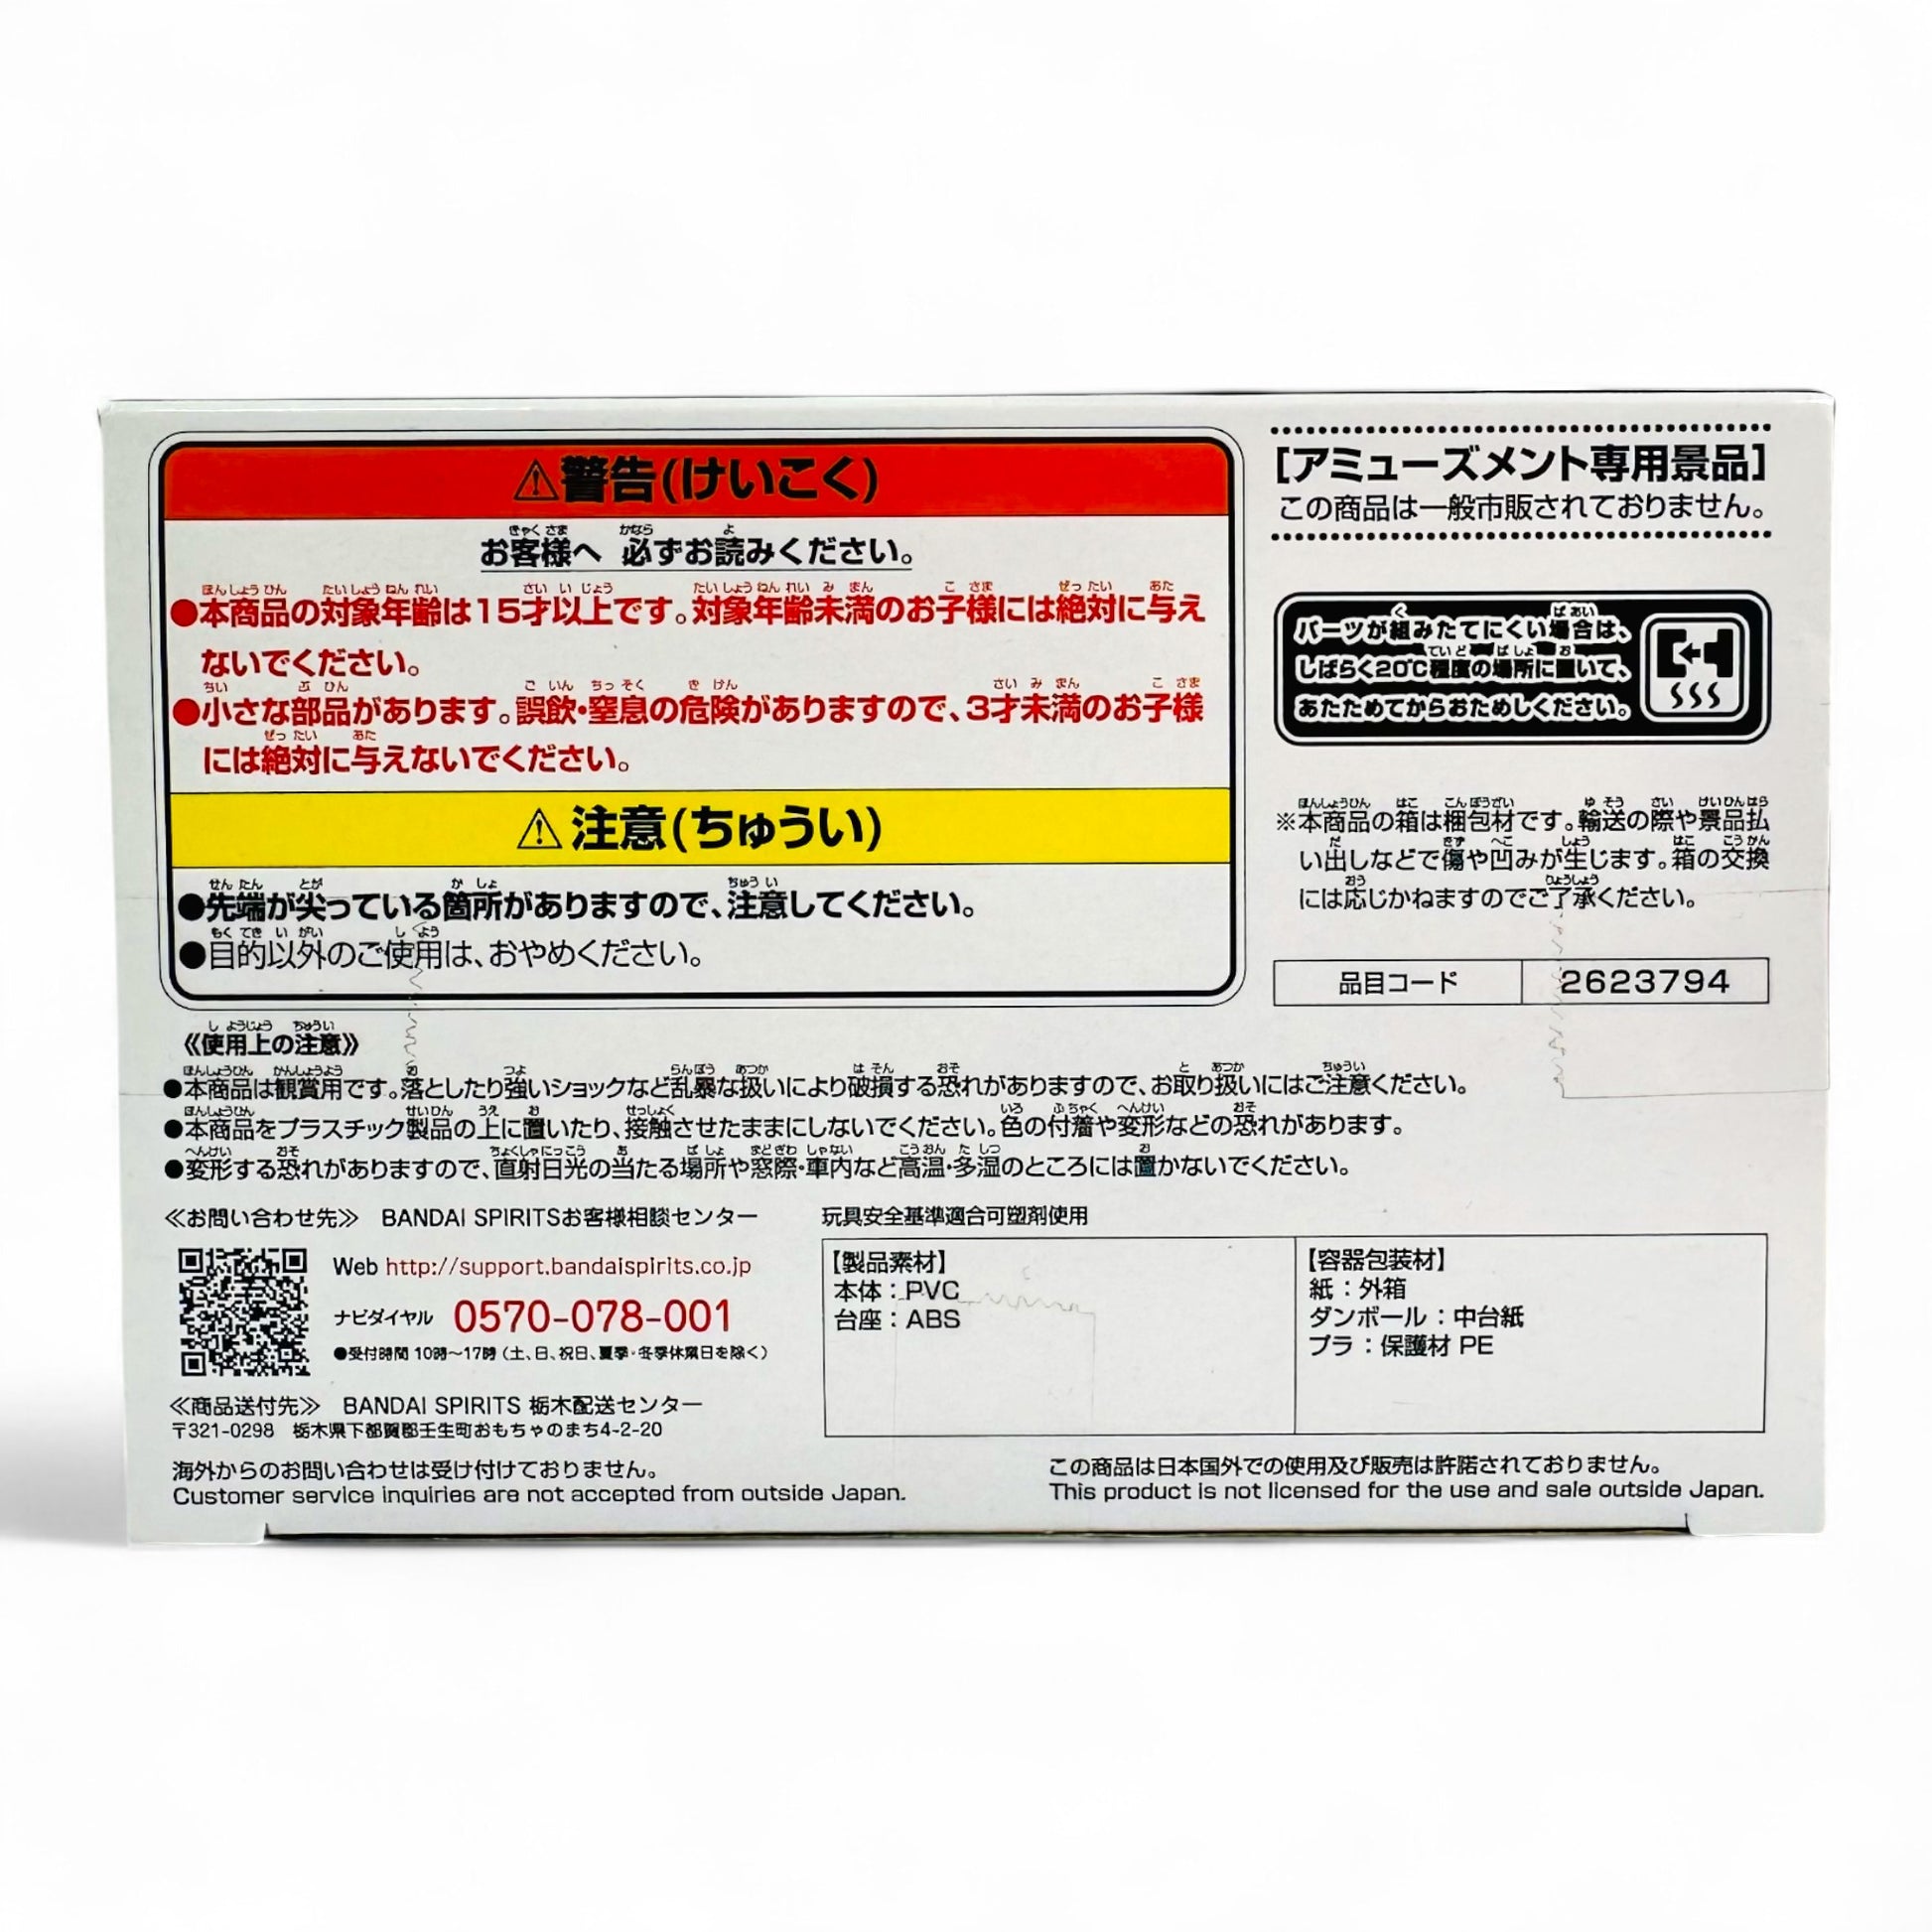 ⚠警告(けいこく)
お客様へ 必ずお読みください。
●本商品の対象年齢は15才以上です。対象年齢未満のお子様には絶対に与え
ないでください。
●小さな部品があります。誤飲・窒息の危険がありますので、3才未満のお子様
には絶対に与えないでください。
⚠注意(ちゅうい)
●先端が尖っている箇所がありますので、注意してください。
●目的以外のご使用は、おやめください。
[アミューズメント専用景品]
この商品は一般市販されておりません。
パーツが組みたてにくい場合は、
しばらく20℃程度の場所に置いて、
あたためてからおためしください。
※本商品の箱は梱包材です。輸送の際や景品払
い出しなどで傷や凹みが生じます。箱の交換
には応じかねますのでご了承ください。
品目コード 2623794
《使用上の注意》
●本商品は観賞用です。落としたり強いショックなど乱暴な扱いにより破損する恐れがありますので、お取り扱いにはご注意ください。
●本商品をプラスチック製品の上に置いたり、接触させたままにしないでください。色の付着や変形などの恐れがあります。
●変形する恐れがありますので、直射日光の当たる場所や窓際・車内など高温・多湿のところには置かないでください。
≪お問い合わせ先≫ BANDAI SPIRITSお客様相談センター
Web http://support.bandaispirits.co.jp
ナビダイヤル 0570-078-001
●受付時間 10時〜17時 (土、日、祝日、夏季・冬季休業日を除く)
≪商品送付先≫ BANDAI SPIRITS 栃木配送センター
〒321-0298 栃木県下都賀郡壬生町おもちゃのまち4-2-20
玩具安全基準適合可塑剤使用
【製品素材】
本体：PVC
台座：ABS
【容器包装材】
紙：外箱
ダンボール：中台紙
プラ：保護材 PE
海外からのお問い合わせは受け付けておりません。
Customer service inquiries are not accepted from outside Japan.
この商品は日本国外での使用及び販売は許諾されておりません。
This product is not licensed for the use and sale outside Japan.